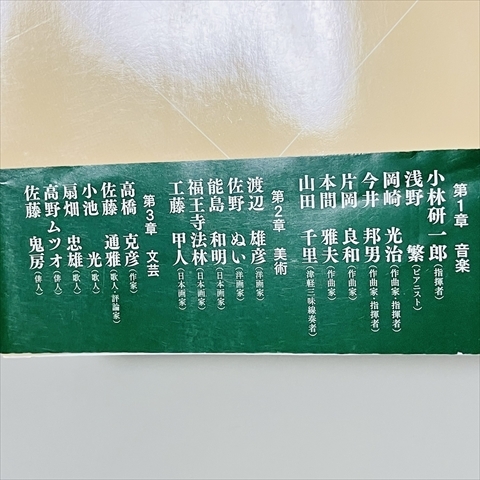 第1章 音楽
小林研一郎(指揮者)
浅野 繁(ピアニスト)
岡崎 光治(作曲家・指揮者)
今井 邦男(作曲家・指揮者)
片岡 良和(作曲家)
本間 雅夫(作曲家)
山田 千里(津軽三味線奏者)
第2章 美術
渡辺 雄彦(洋画家)
佐野 ぬい(洋画家)
能島 和明(日本画家)
福王寺法林(日本画家)
工藤 甲人(日本画家)
第3章 文芸
高橋 克彦(作家)
佐藤 通雅(歌人・評論家)
小池 光(歌人)
扇畑 忠雄(歌人)
高野ムツオ(俳人)
佐藤 鬼房(俳人)